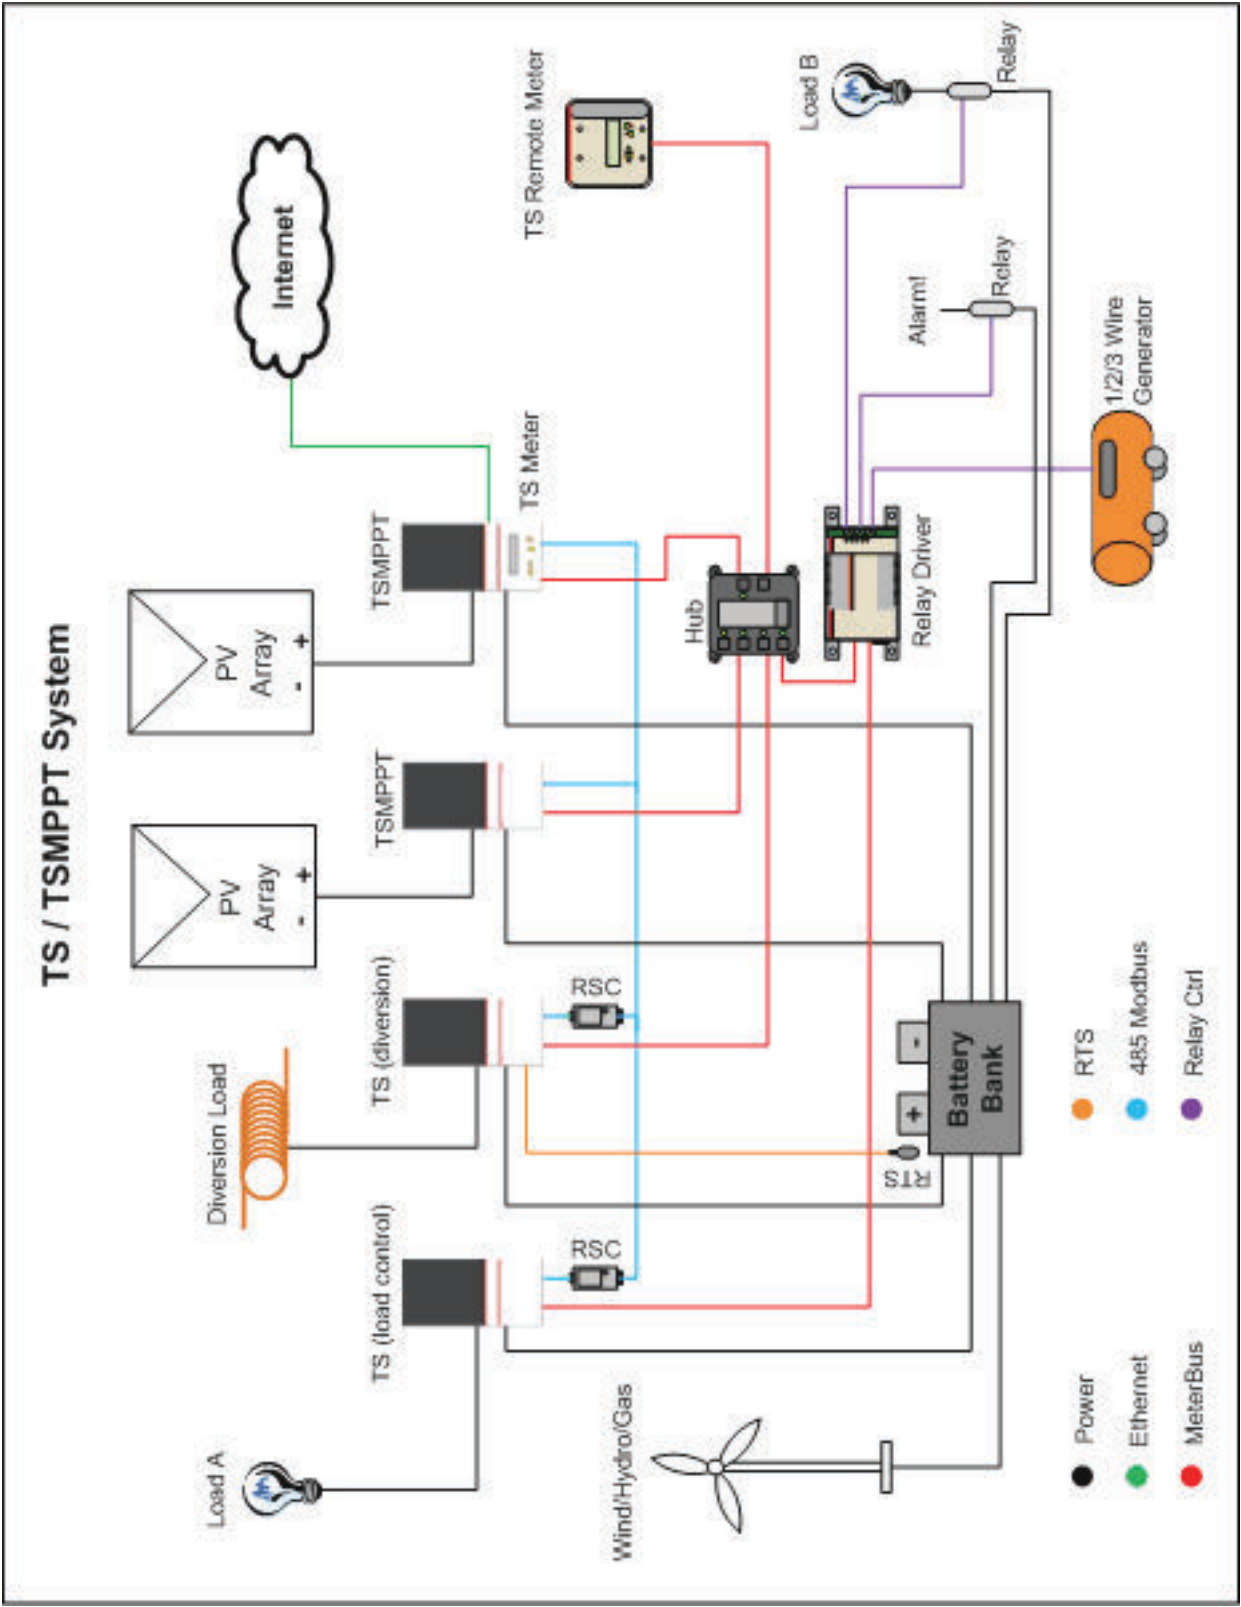 TS / TSMPPT System
Internet
PV
Array
- +
PV
Array
- +
Diversion Load
Load A
TS (load control)
TS (diversion)
TSMPPT
TSMPPT
TS Meter
TS Remote Meter
RSC
RSC
Hub
Load B
Relay
Alarm!
Relay
Relay Driver
1/2/3 Wire
Generator
Wind/Hydro/Gas
RTS
+ -
Battery
Bank
Power
RTS
Ethernet
485 Modbus
MeterBus
Relay Ctrl